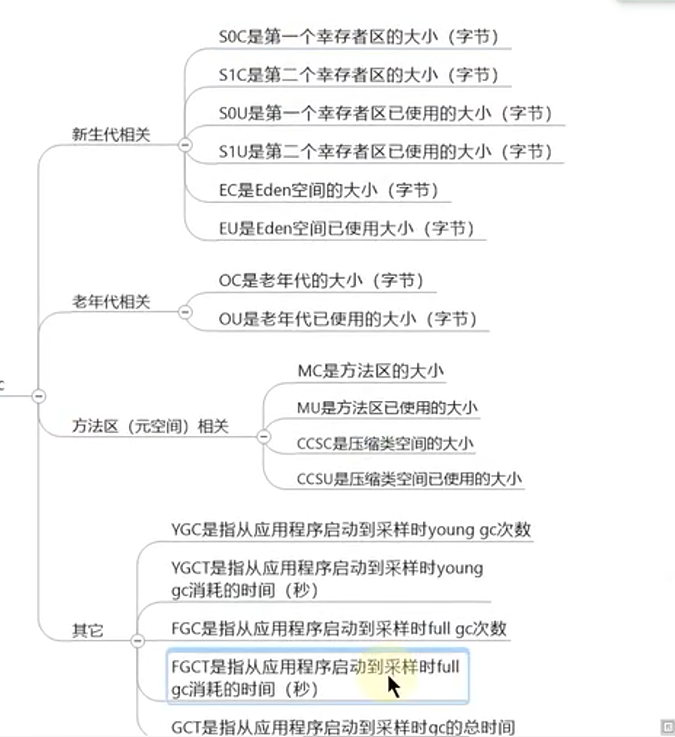 S0C是第一个幸存者区的大小（字节）
S1C是第二个幸存者区的大小（字节）
S0U是第一个幸存者区已使用的大小（字节）
新生代相关
S1U是第二个幸存者区已使用的大小（字节）
EC是Eden空间的大小（字节）
EU是Eden空间已使用大小（字节）
OC是老年代的大小（字节）
老年代相关
OU是老年代已使用的大小（字节）
MC是方法区的大小
c
MU是方法区已使用的大小
方法区（元空间）相关
CCSC是压缩类空间的大小
CCSU是压缩类空间已使用的大小
YGC是指从应用程序启动到采样时young gc次数
YGCT是指从应用程序启动到采样时young
gc消耗的时间（秒）
其它
FGC是指从应用程序启动到采样时full gc次数
FGCT是指从应用程序启动到采样时full
gc消耗的时间（秒）
GCT是指从应用程序启动到采样时gc的总时间